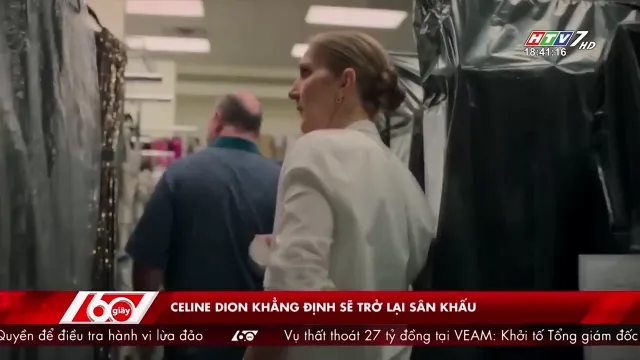 HTV7 HD
18:41:16
60 giây
CELINE DION KHẲNG ĐỊNH SẼ TRỞ LẠI SÂN KHẤU
Quyền để điều tra hành vi lừa đảo 60 Vụ thất thoát 27 tỷ đồng tại VEAM: Khởi tố Tổng giám đốc